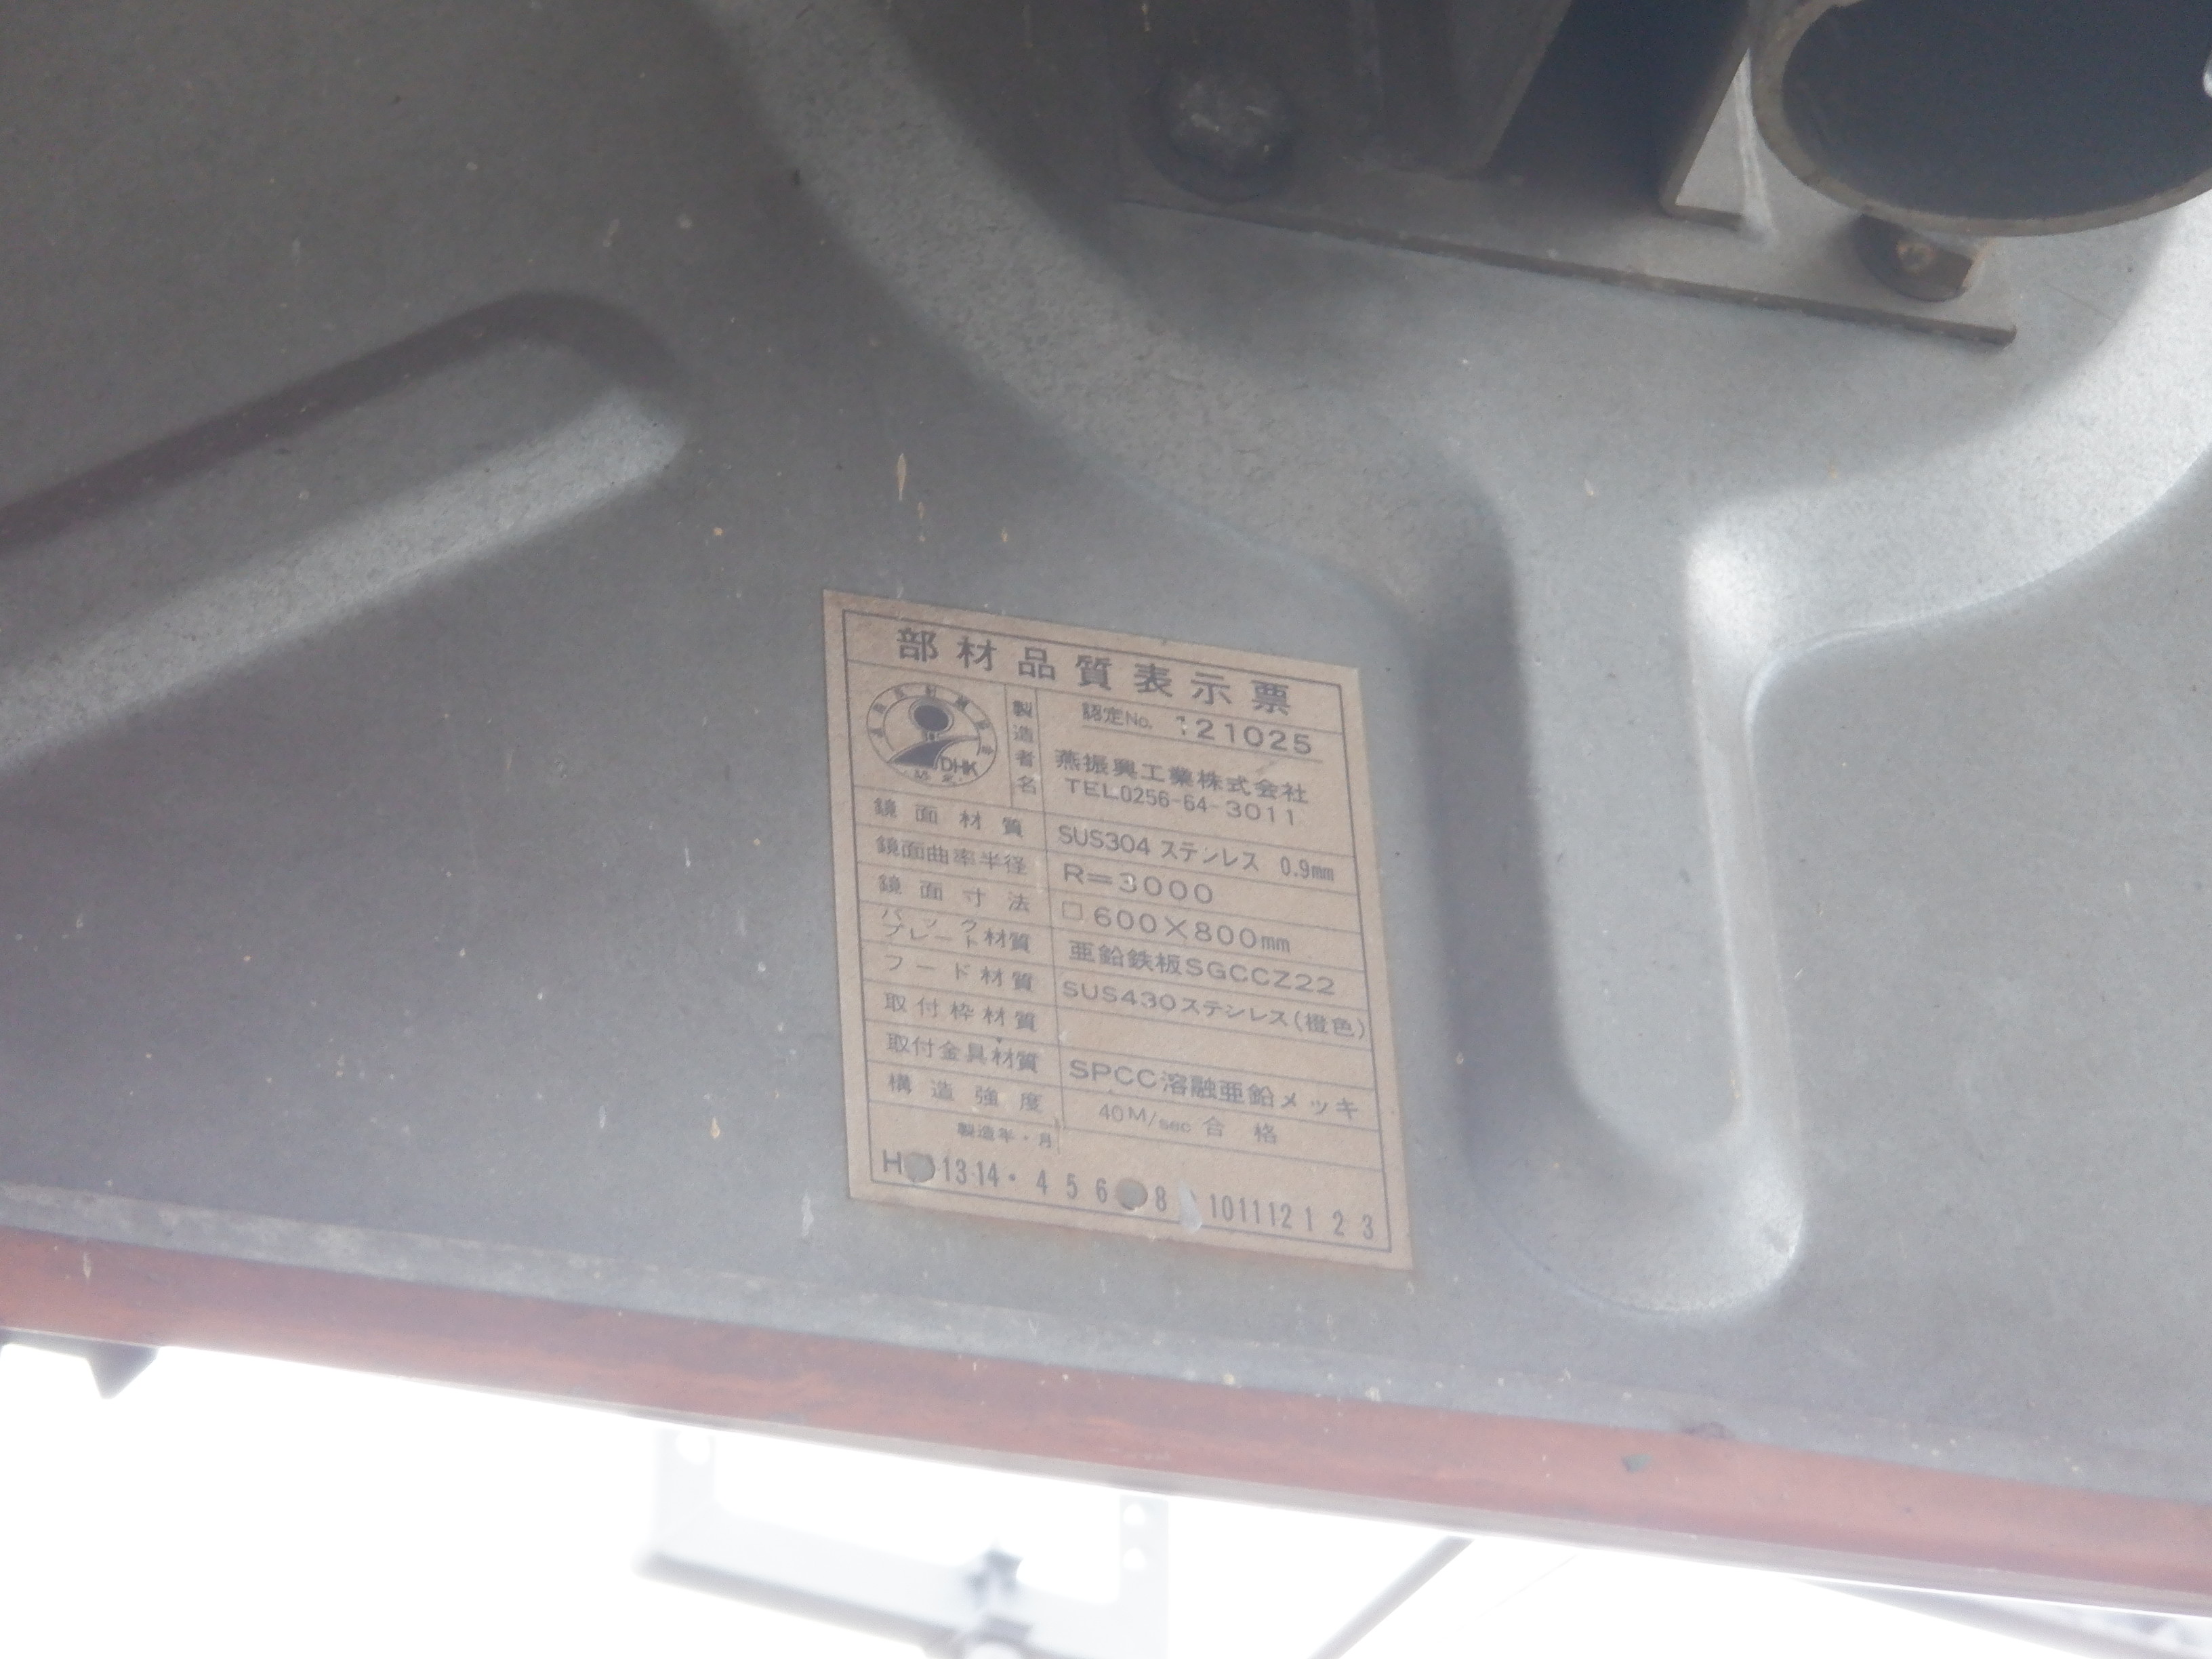 部材品質表示票
DHK
製造者名
認定No. 121025
燕振興工業株式会社
TEL0256-64-3011
鏡面材質 SUS304 ステンレス 0.9mm
鏡面曲率半径 R=3000
鏡面寸法 □600×800mm
バックプレート材質 亜鉛鉄板SGCCZ22
フード材質 SUS430ステンレス(橙色)
取付枠材質
取付金具材質 SPCC溶融亜鉛メッキ
構造強度 40M/sec 合格
製造年・月
H 13 14・ 4 5 6 8 10 11 12 1 2 3